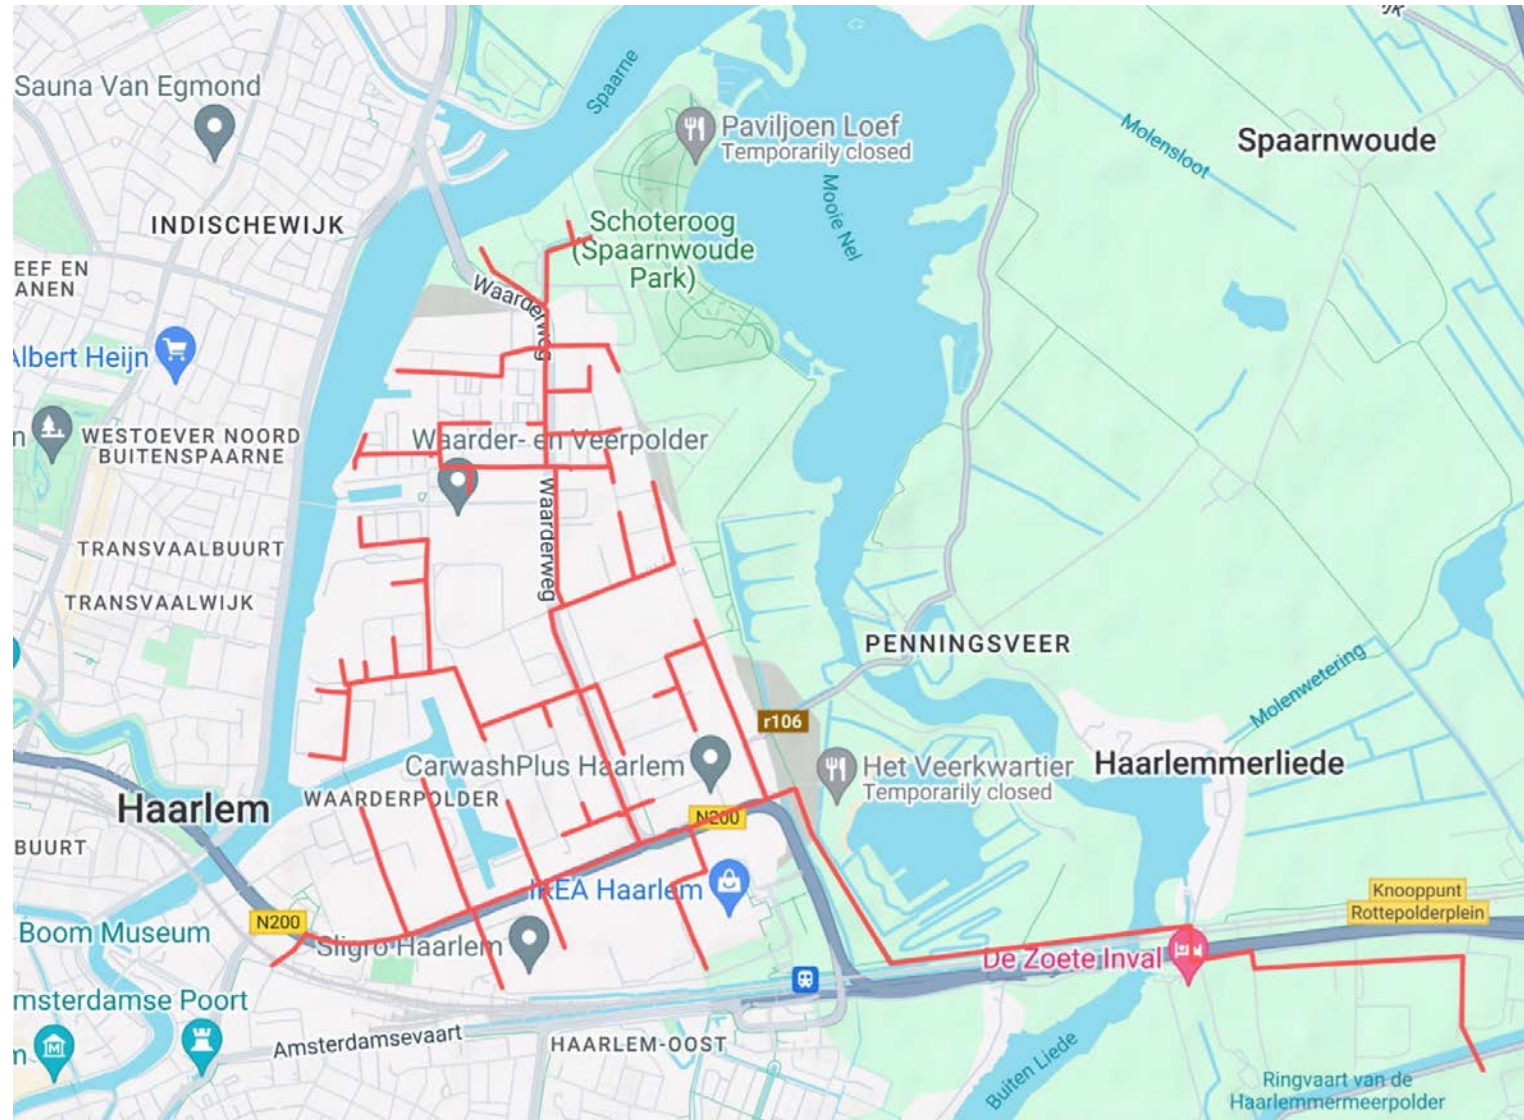 Sauna Van Egmond
Spaarne
Paviljoen Loef
Temporarily closed
Molensloot
Spaarnwoude
INDISCHEWIJK
Mooie Nel
Schoteroog
(Spaarnwoude
Park)
EEF EN
ANEN
Waarderweg
Albert Heijn
WESTOEVER NOORD
BUITENSPAARNE
Waarder- en Veerpolder
n
Waarderweg
TRANSVAALBUURT
TRANSVAALWIJK
PENNINGSVEER
Molenwetering
r106
CarwashPlus Haarlem
Het Veerkwartier
Temporarily closed
Haarlemmerliede
Haarlem
WAARDERPOLDER
N200
BUURT
IKEA Haarlem
Knooppunt
Rottepolderplein
N200
Boom Museum
Sligro Haarlem
De Zoete Inval
msterdamse Poort
Amsterdamsevaart
HAARLEM-OOST
m
Buiten Liede
Ringvaart van de
Haarlemmermeerpolder